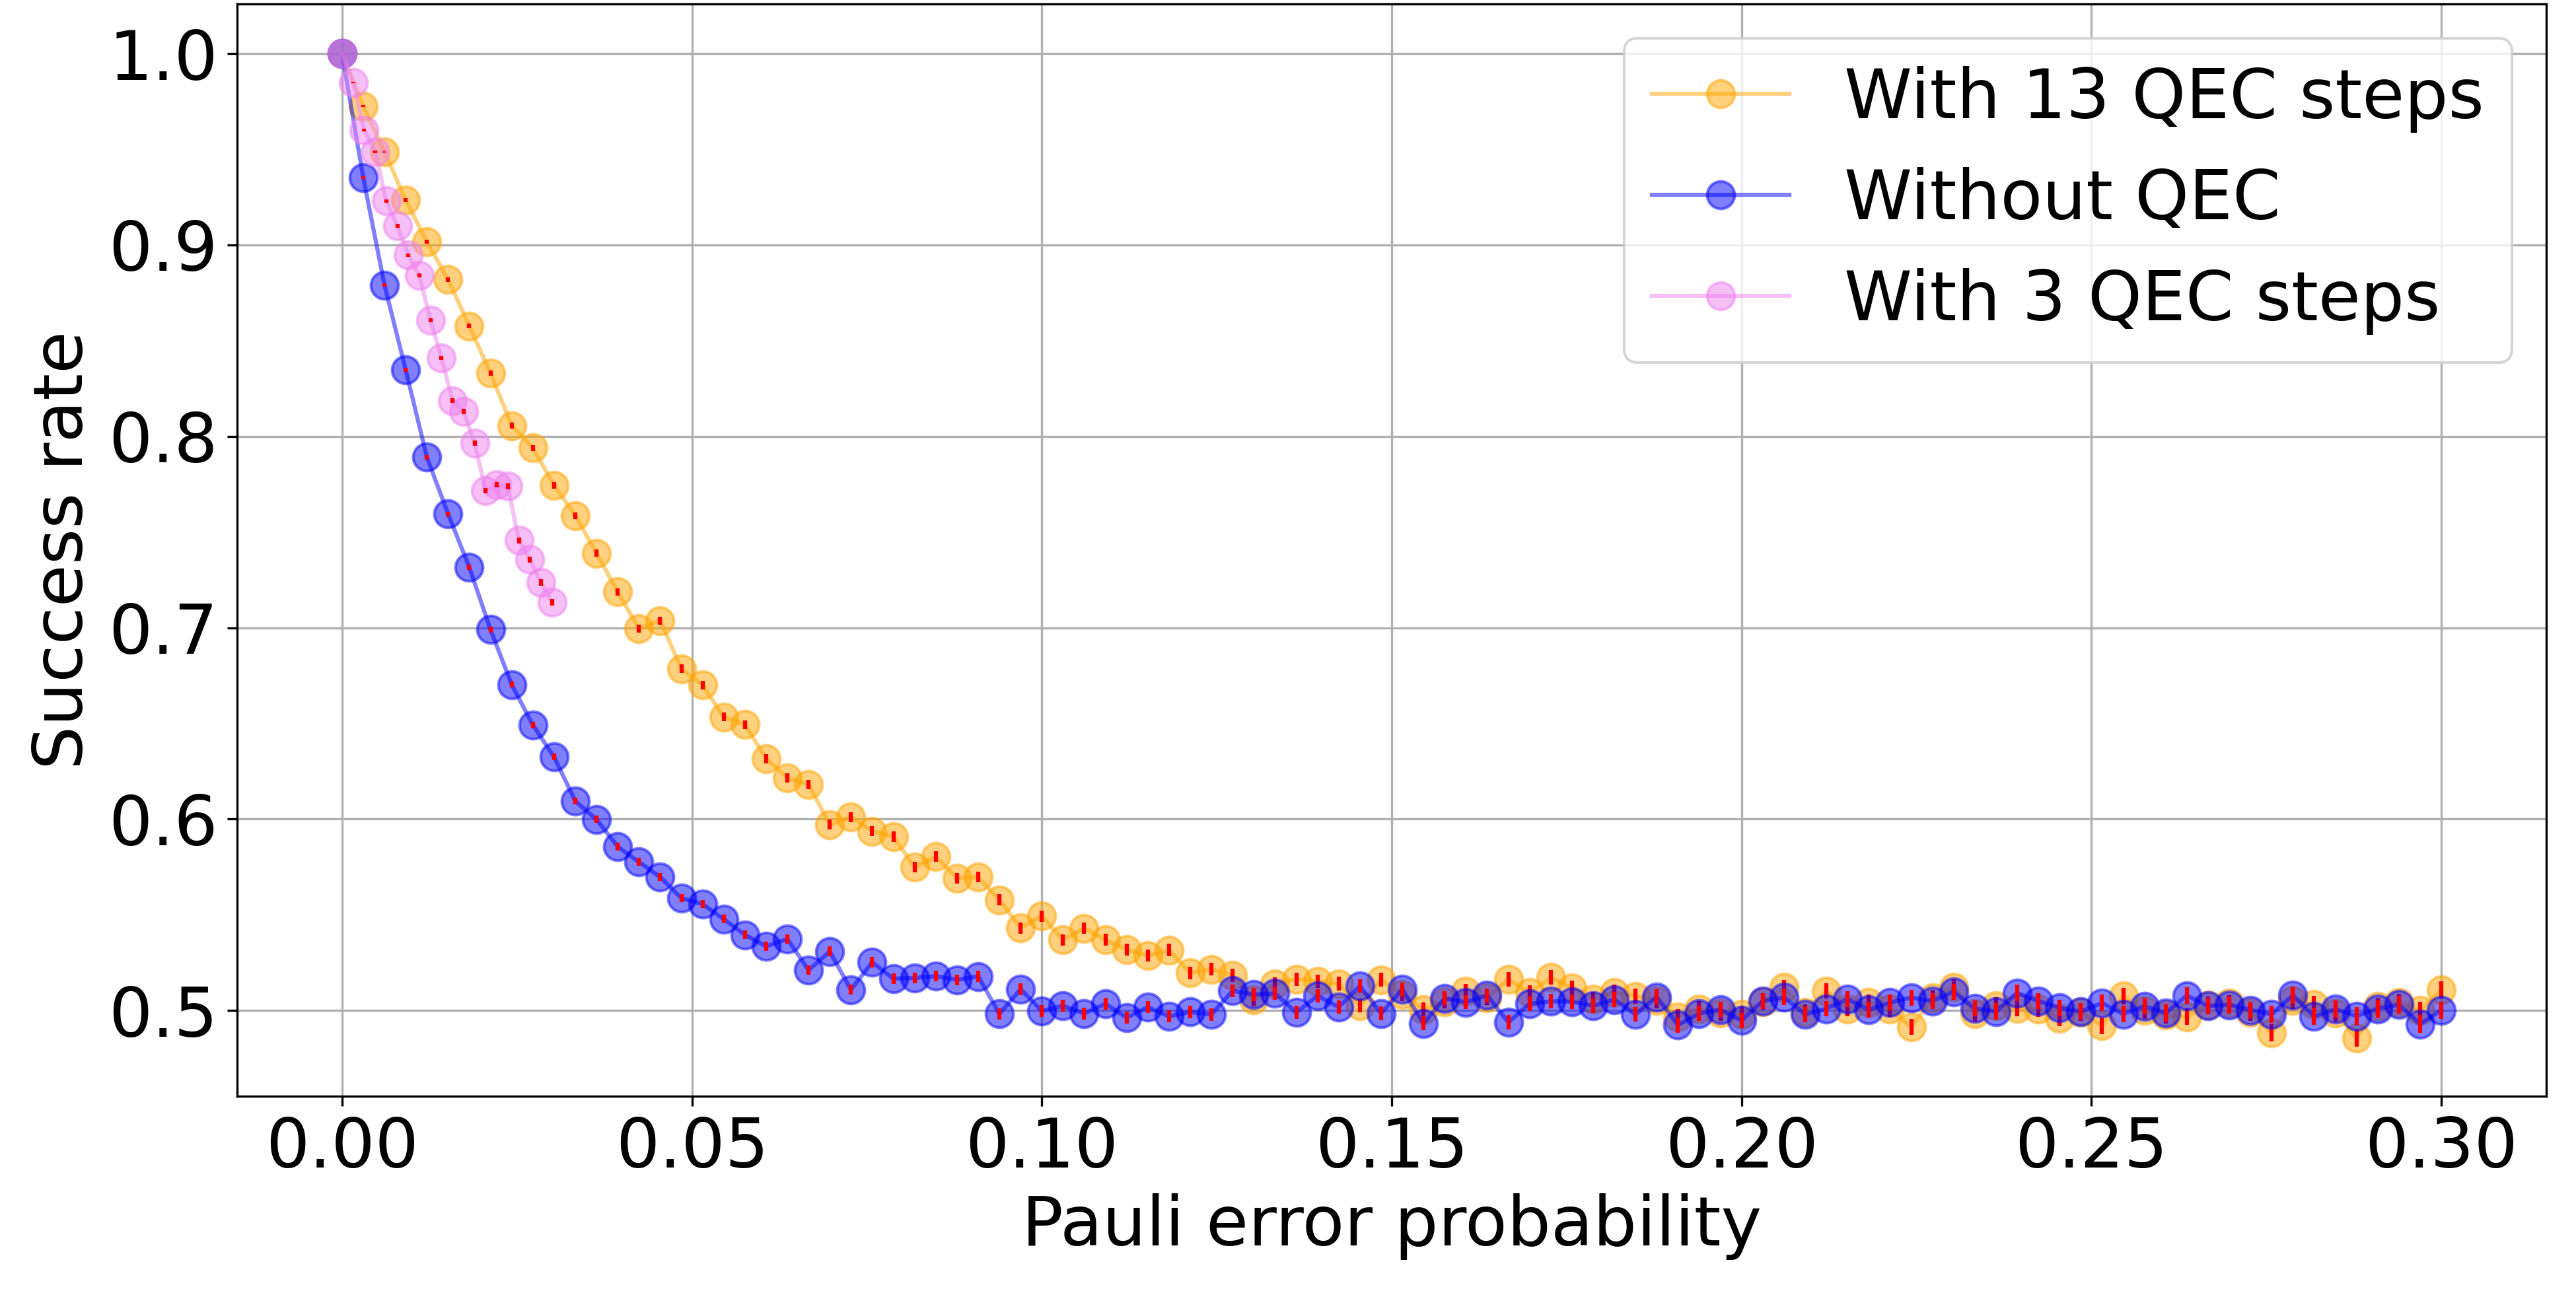 With 13 QEC steps
Without QEC
With 3 QEC steps
Success rate
1.0
0.9
0.8
0.7
0.6
0.5
0.00 0.05 0.10 0.15 0.20 0.25 0.30
Pauli error probability